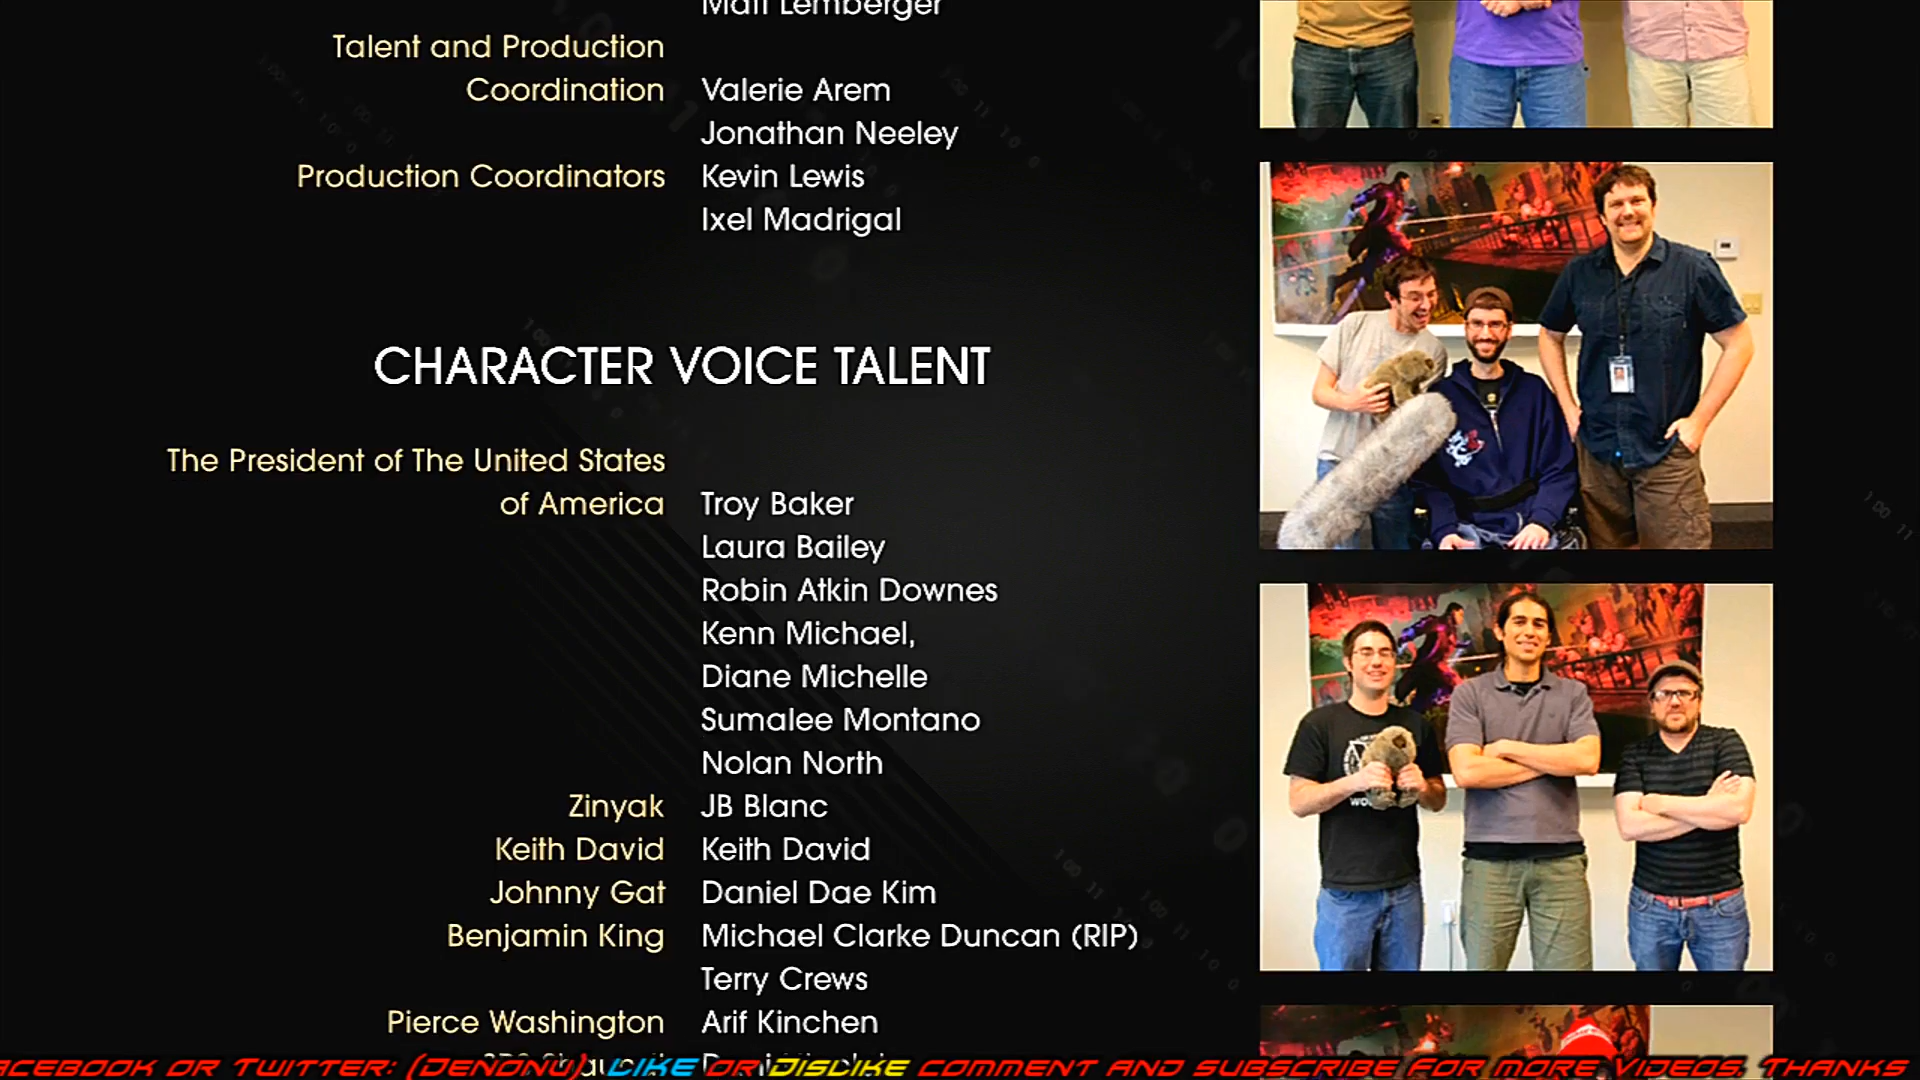 Matt Lemberger
Talent and Production
Coordination Valerie Arem
Jonathan Neeley
Production Coordinators Kevin Lewis
Ixel Madrigal
CHARACTER VOICE TALENT
The President of The United States
of America Troy Baker
Laura Bailey
Robin Atkin Downes
Kenn Michael,
Diane Michelle
Sumalee Montano
Nolan North
Zinyak JB Blanc
Keith David Keith David
Johnny Gat Daniel Dae Kim
Benjamin King Michael Clarke Duncan (RIP)
Terry Crews
Pierce Washington Arif Kinchen
acebook or Twitter: (Denonu) Like or Dislike comment and subscribe For more Videos. Thanks